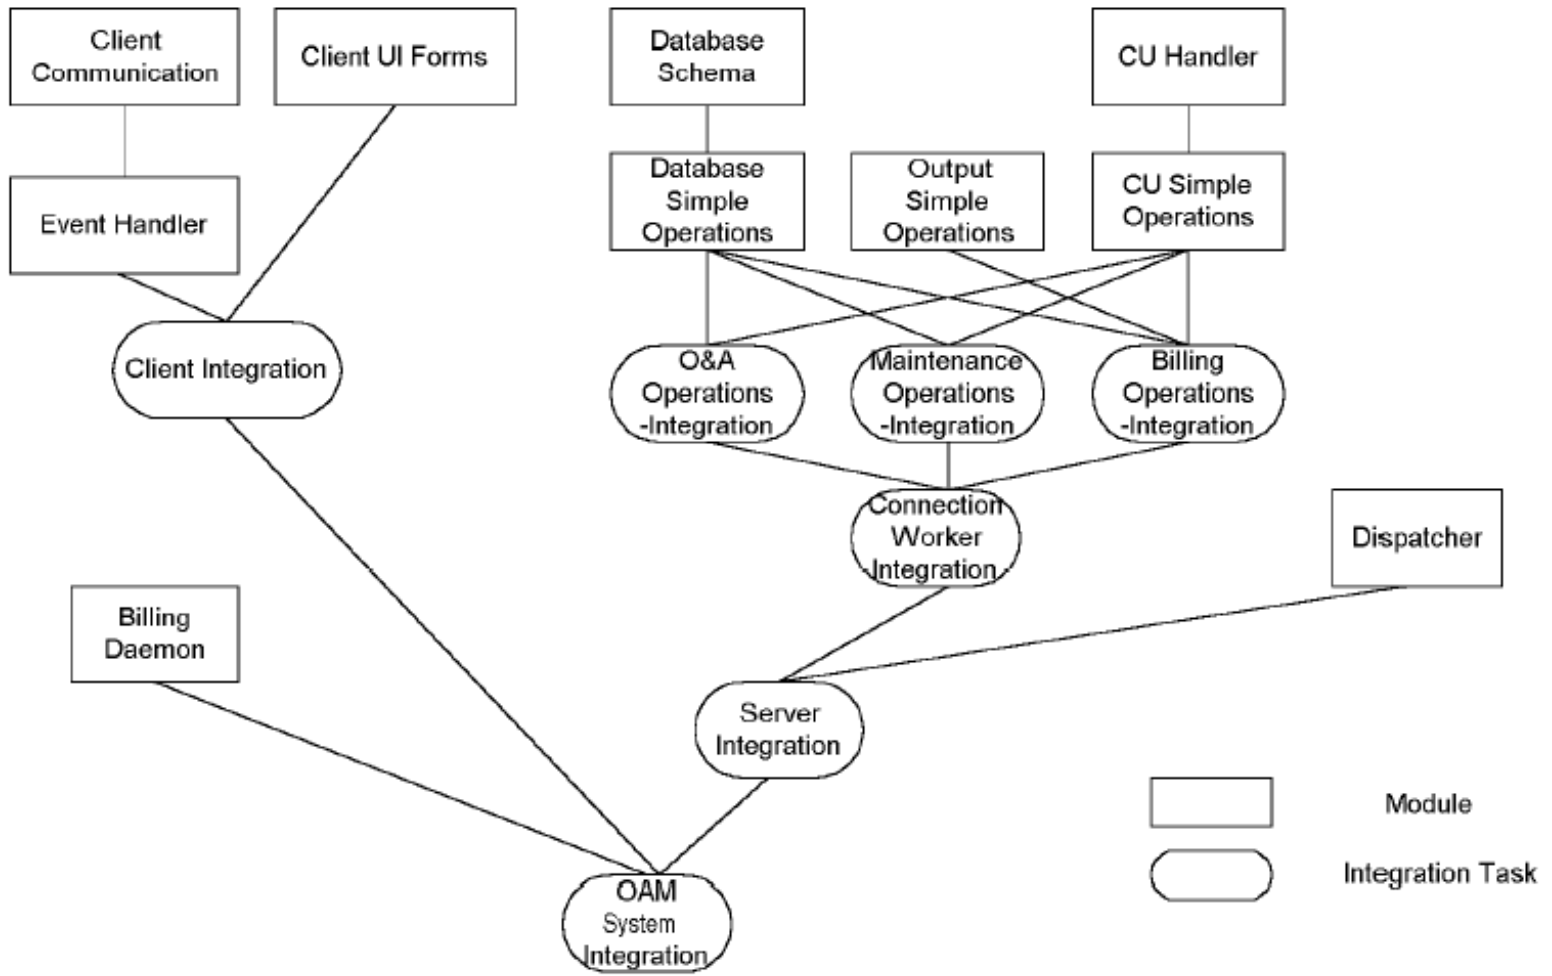 Client
Communication
Client UI Forms
Database
Schema
CU Handler
Event Handler
Database
Simple
Operations
Output
Simple
Operations
CU Simple
Operations
Client Integration
O&A
Operations
-Integration
Maintenance
Operations
-Integration
Billing
Operations
-Integration
Connection
Worker
Integration
Dispatcher
Billing
Daemon
Server
Integration
Module
Integration Task
OAM
System
Integration